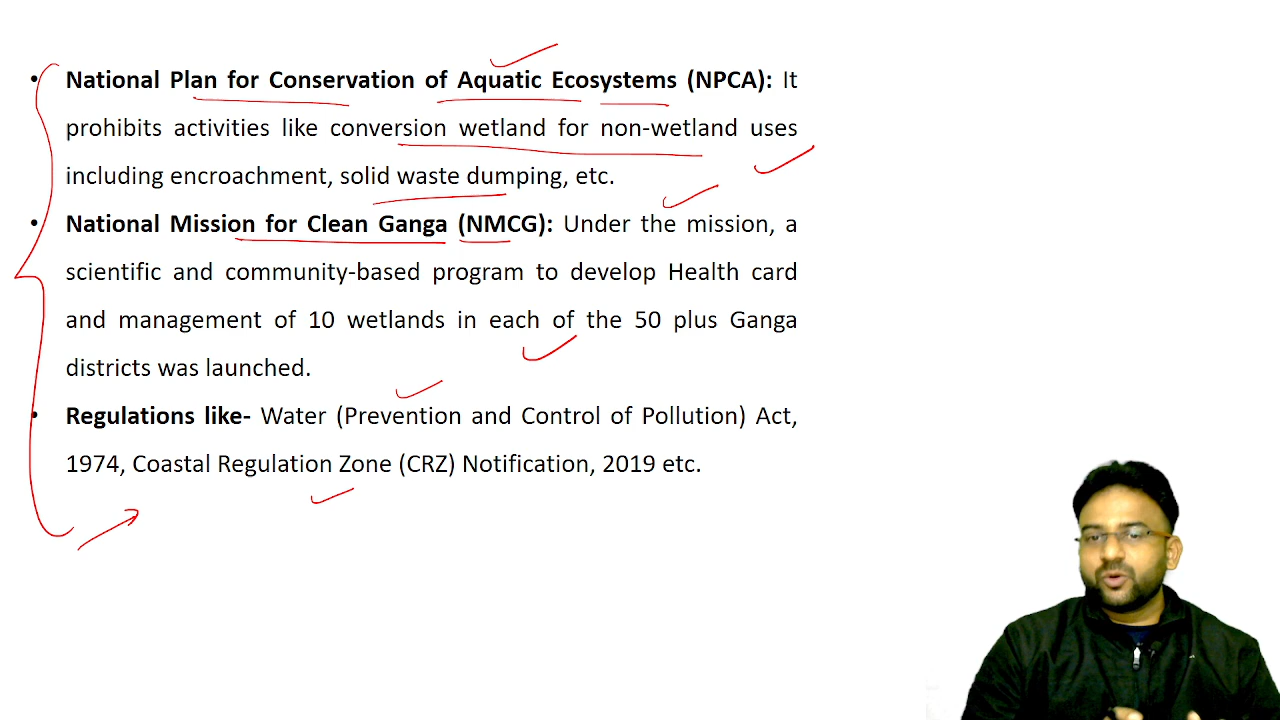 • National Plan for Conservation of Aquatic Ecosystems (NPCA): It
prohibits activities like conversion wetland for non-wetland uses
including encroachment, solid waste dumping, etc.
• National Mission for Clean Ganga (NMCG): Under the mission, a
scientific and community-based program to develop Health card
and management of 10 wetlands in each of the 50 plus Ganga
districts was launched.
• Regulations like- Water (Prevention and Control of Pollution) Act,
1974, Coastal Regulation Zone (CRZ) Notification, 2019 etc.